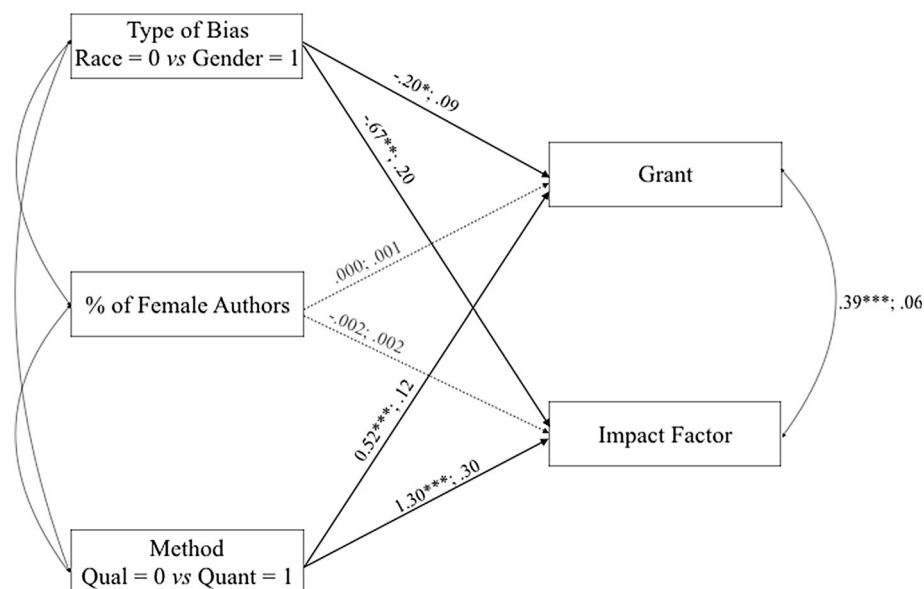 Type of Bias
Race = 0 vs Gender = 1
-.20*; .09
-.67**; .20
Grant
.000; .001
% of Female Authors
-.002; .002
.39***; .06
0.52***; .12
Impact Factor
1.30***; .30
Method
Qual = 0 vs Quant = 1